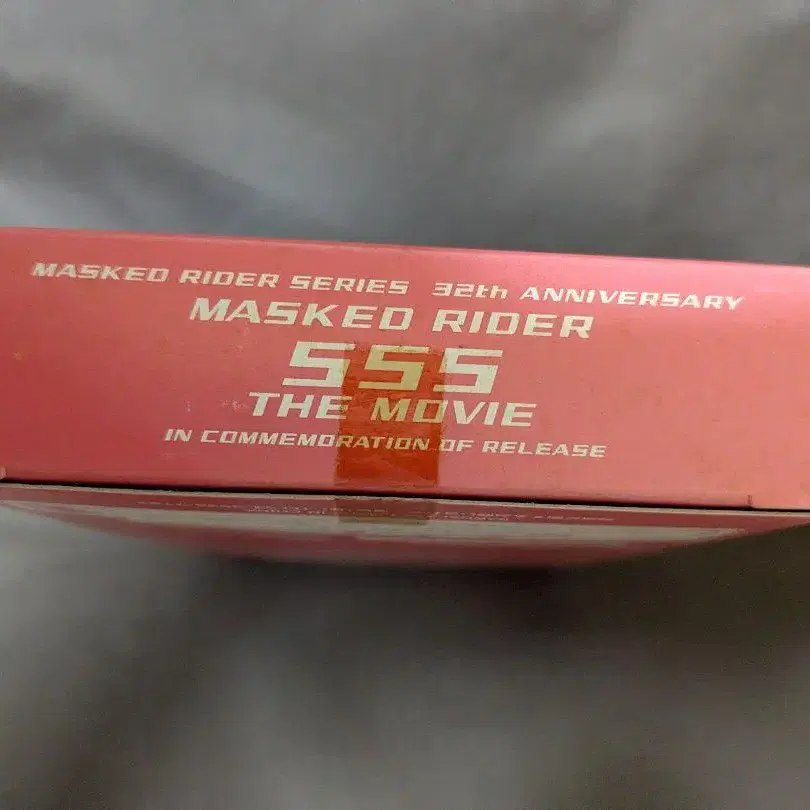 MASKED RIDER SERIES 32th ANNIVERSARY
MASKED RIDER
555
THE MOVIE
IN COMMEMORATION OF RELEASE